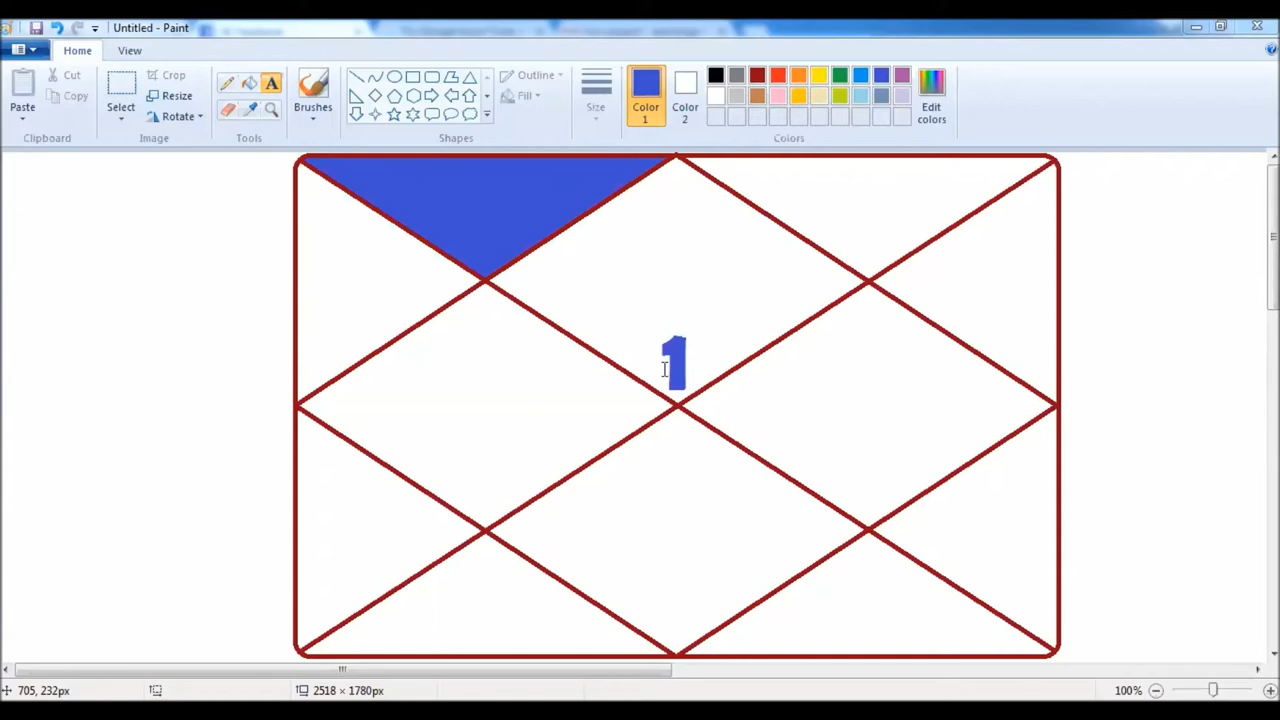 Untitled - Paint
Home View
Paste
Cut
Copy
Clipboard
Select
Crop
Resize
Rotate
Image
A
Tools
Brushes
Outline
Fill
Shapes
Size
Color 1
Color 2
Edit colors
Colors
1
705, 232px
2518 × 1780px
100%